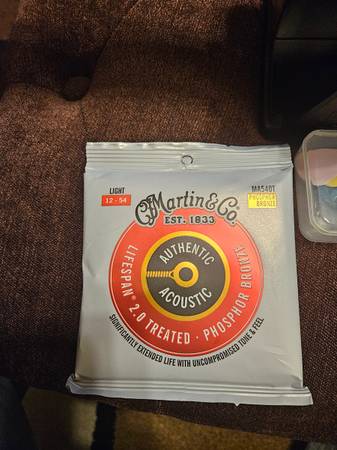 LIGHT
12 - 54
MA540T
PHOSPHOR
BRONZE
C.F. Martin & Co.
EST. 1833
AUTHENTIC
ACOUSTIC
LIFESPAN® 2.0 TREATED · PHOSPHOR BRONZE
SIGNIFICANTLY EXTENDED LIFE WITH UNCOMPROMISED TONE & FEEL